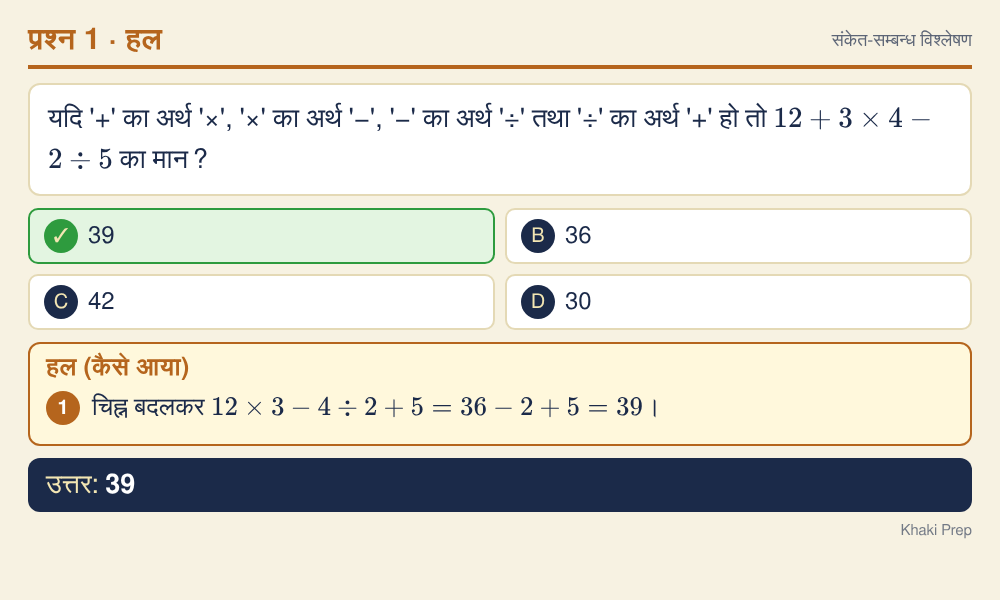 प्रश्न 1 · हल
संकेत-सम्बन्ध विश्लेषण
यदि '+' का अर्थ '×', '×' का अर्थ '−', '−' का अर्थ '÷' तथा '÷' का अर्थ '+' हो तो 12 + 3 × 4 −
2 ÷ 5 का मान ?
✓ 39
B 36
C 42
D 30
हल (कैसे आया)
1 चिह्न बदलकर 12 × 3 − 4 ÷ 2 + 5 = 36 − 2 + 5 = 39 ।
उत्तर: 39
Khaki Prep